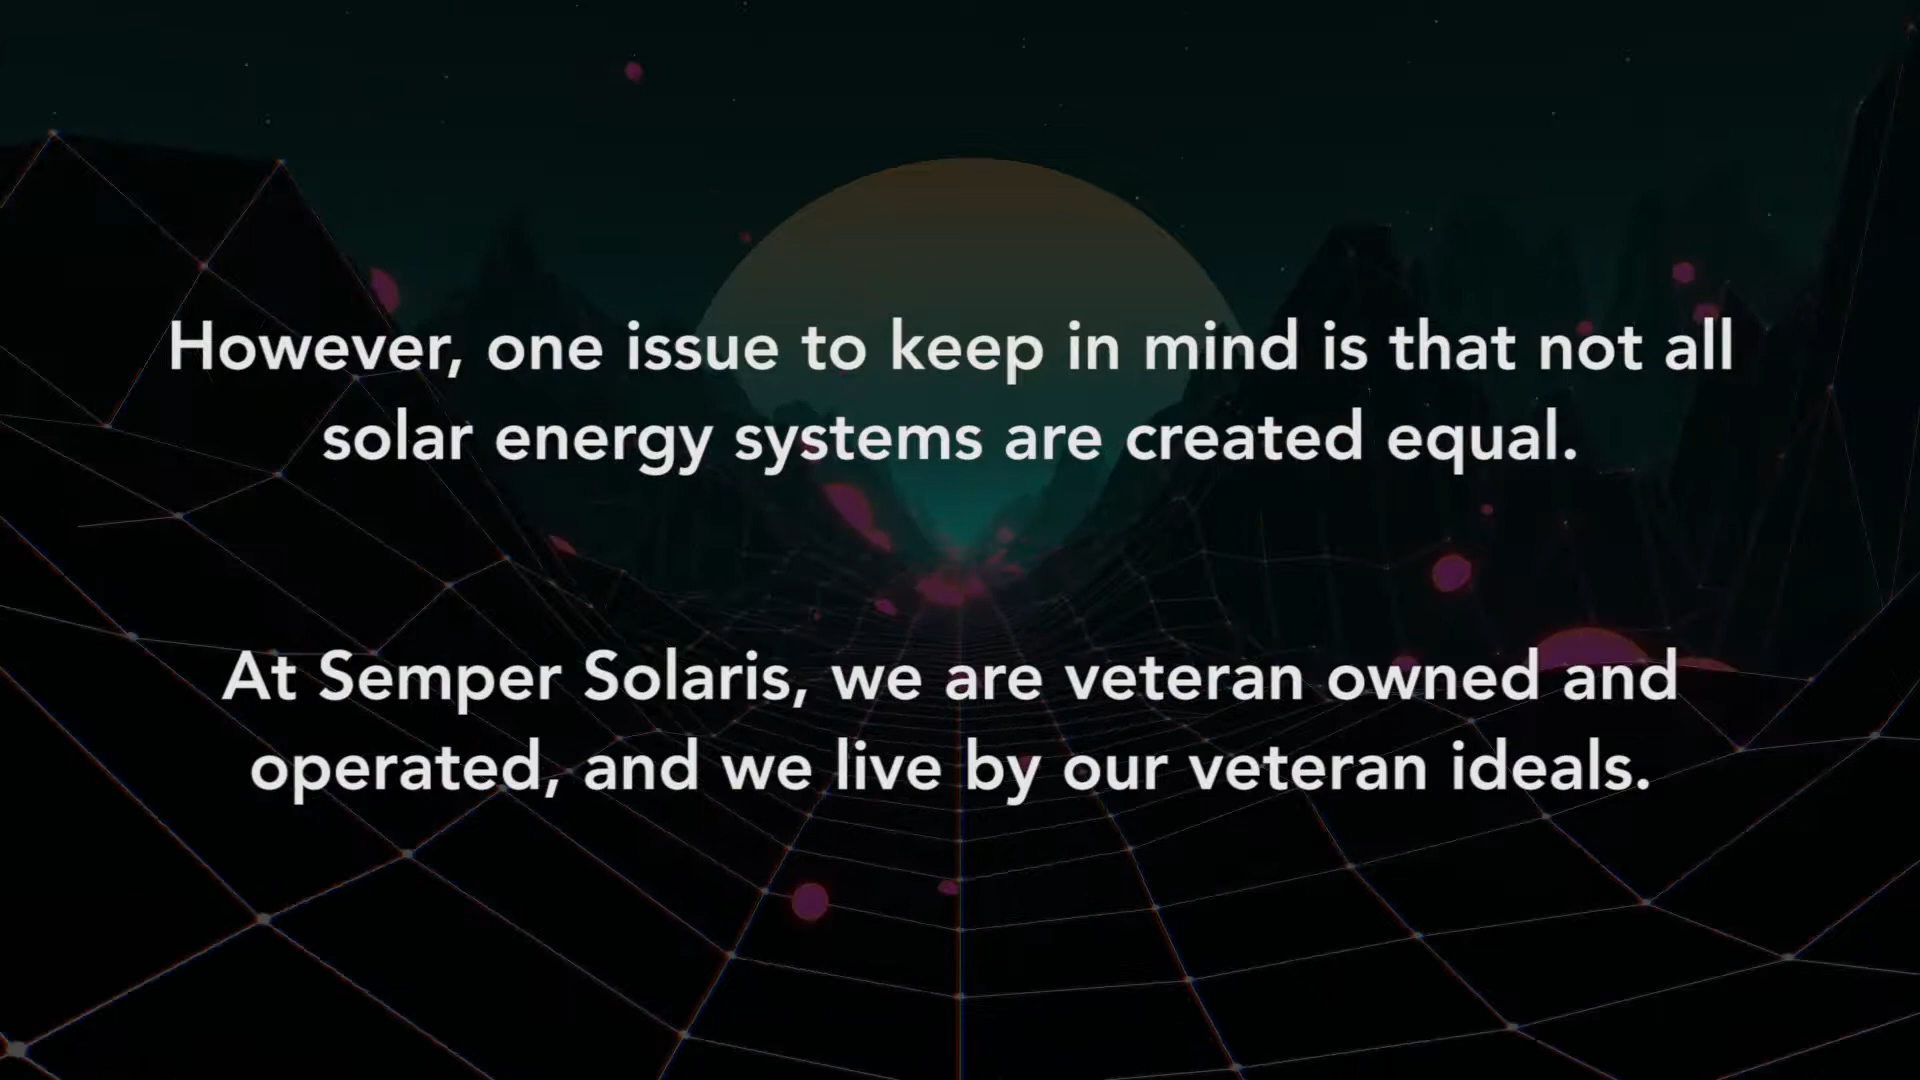 However, one issue to keep in mind is that not all
solar energy systems are created equal.
At Semper Solaris, we are veteran owned and
operated, and we live by our veteran ideals.